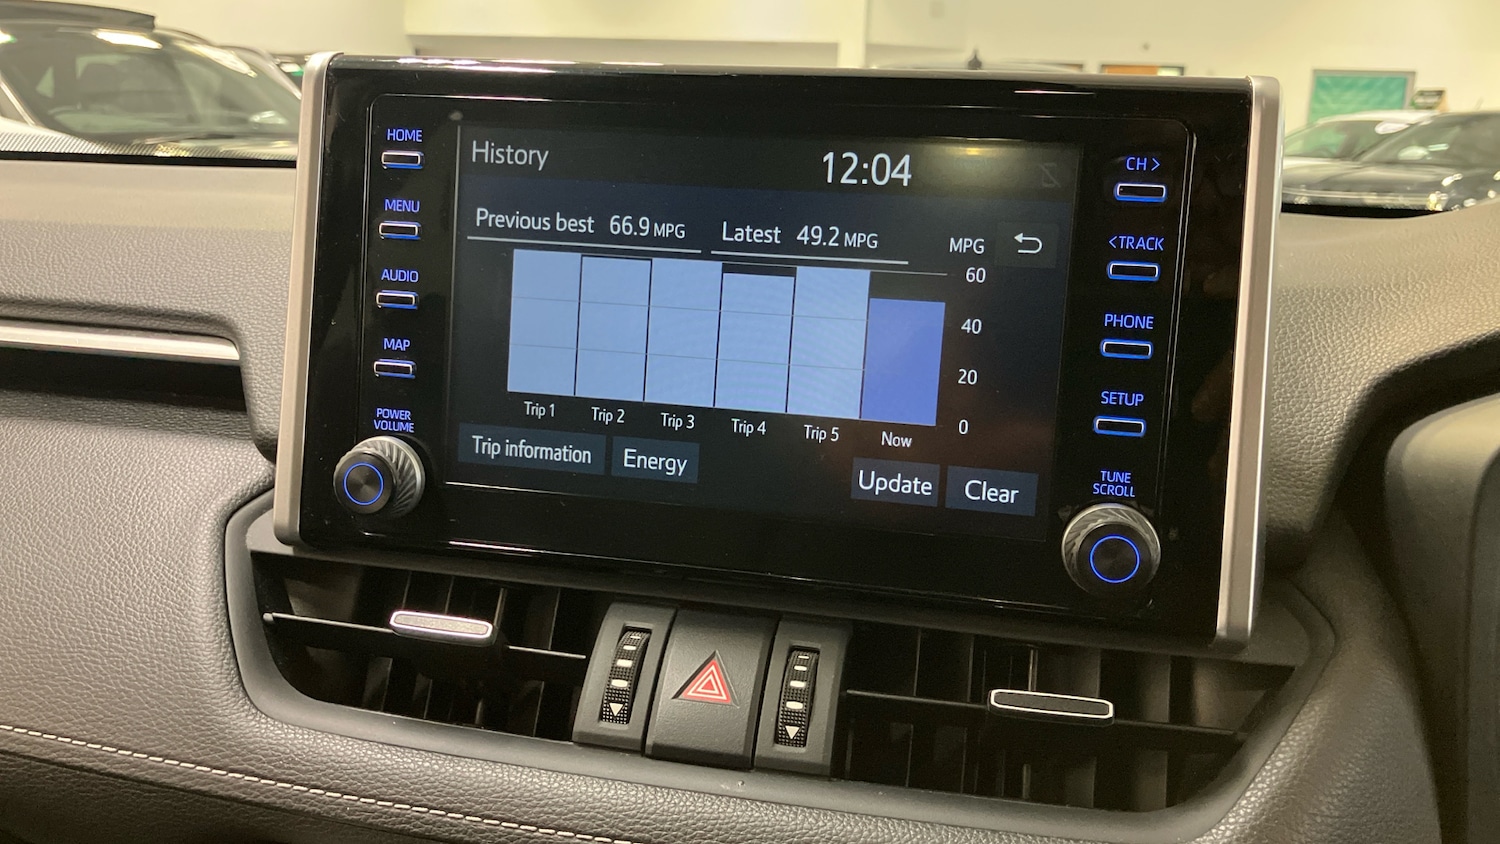 HOME
MENU
AUDIO
MAP
POWER
VOLUME
History
12:04
Previous best 66.9 MPG
Latest 49.2 MPG
MPG
60
40
20
0
Trip 1
Trip 2
Trip 3
Trip 4
Trip 5
Now
Trip information
Energy
Update
Clear
CH >
<TRACK
PHONE
SETUP
TUNE
SCROLL